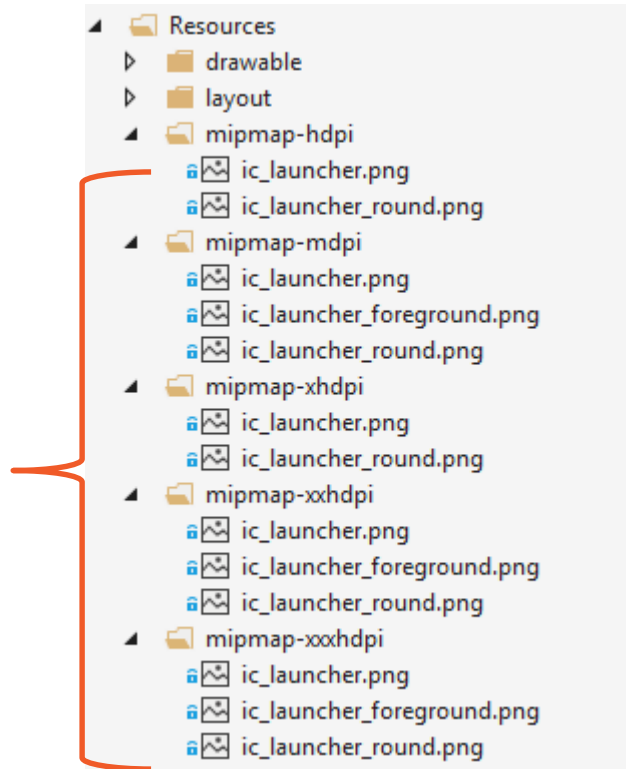 Resources
drawable
layout
mipmap-hdpi
ic_launcher.png
ic_launcher_round.png
mipmap-mdpi
ic_launcher.png
ic_launcher_foreground.png
ic_launcher_round.png
mipmap-xhdpi
ic_launcher.png
ic_launcher_round.png
mipmap-xxhdpi
ic_launcher.png
ic_launcher_foreground.png
ic_launcher_round.png
mipmap-xxxhdpi
ic_launcher.png
ic_launcher_foreground.png
ic_launcher_round.png